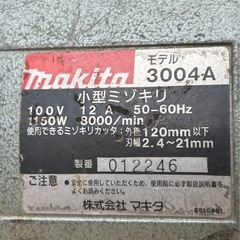 makita
モデル
3004A
小型ミゾキリ
100V 12A 50-60Hz
1150W 8000/min
使用できるミゾキリカッタ:外径120mm以下
刃幅2.4~21mm
製番 012246
ご注意
株式会社 マキタ